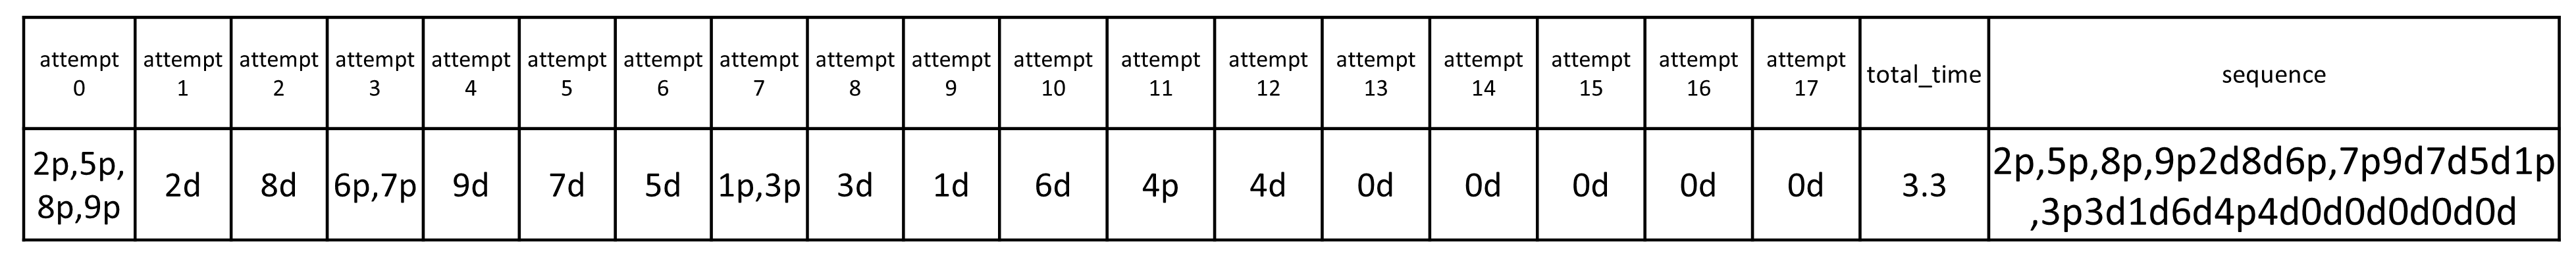 attempt 0 attempt 1 attempt 2 attempt 3 attempt 4 attempt 5 attempt 6 attempt 7 attempt 8 attempt 9 attempt 10 attempt 11 attempt 12 attempt 13 attempt 14 attempt 15 attempt 16 attempt 17 total_time sequence
2p,5p,
8p,9p 2d 8d 6p,7p 9d 7d 5d 1p,3p 3d 1d 6d 4p 4d 0d 0d 0d 0d 0d 3.3 2p,5p,8p,9p2d8d6p,7p9d7d5d1p
,3p3d1d6d4p4d0d0d0d0d0d